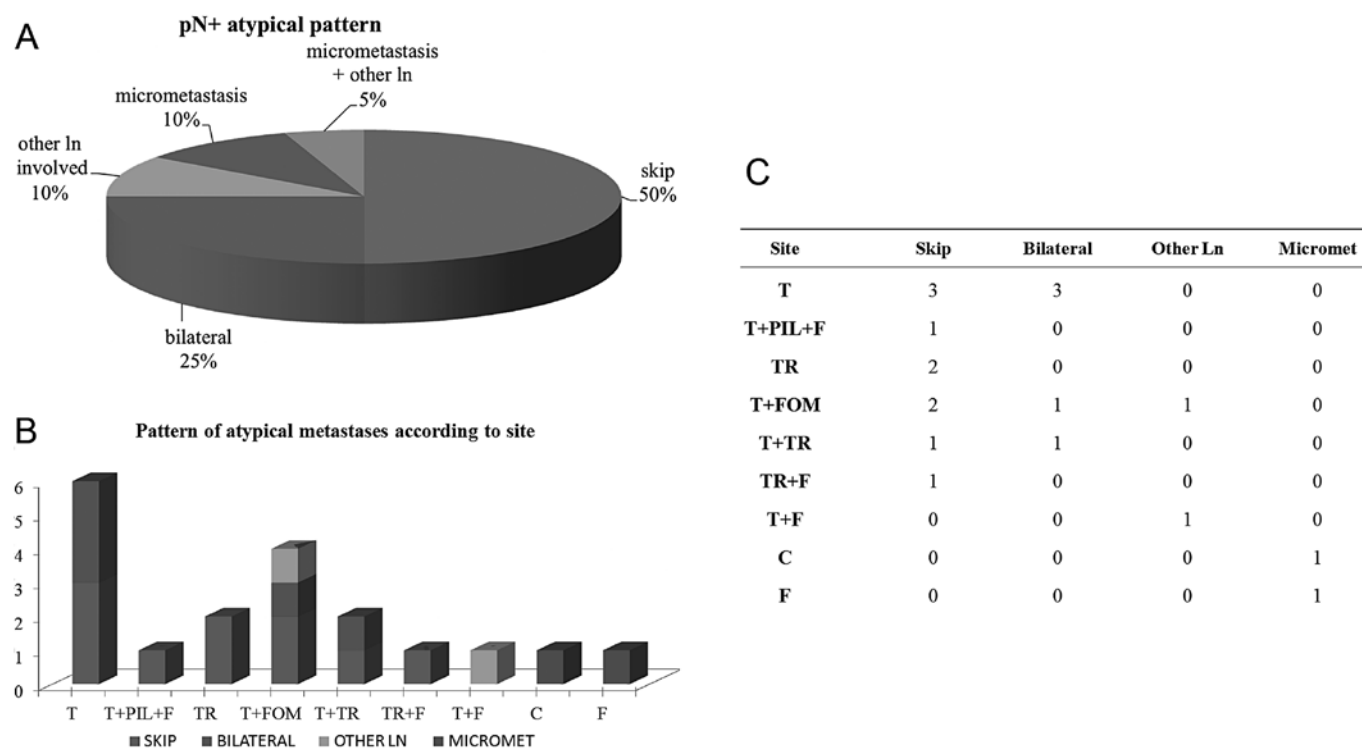 A
pN+ atypical pattern
micrometastasis
+ other ln
5%
micrometastasis
10%
other ln
involved
10%
skip
50%
bilateral
25%
B
Pattern of atypical metastases according to site
6
5
4
3
2
1
0
T T+PIL+F TR T+FOM T+TR TR+F T+F C F
SKIP BILATERAL OTHER LN MICROMET
C
Site Skip Bilateral Other Ln Micromet
T 3 3 0 0
T+PIL+F 1 0 0 0
TR 2 0 0 0
T+FOM 2 1 1 0
T+TR 1 1 0 0
TR+F 1 0 0 0
T+F 0 0 1 0
C 0 0 0 1
F 0 0 0 1